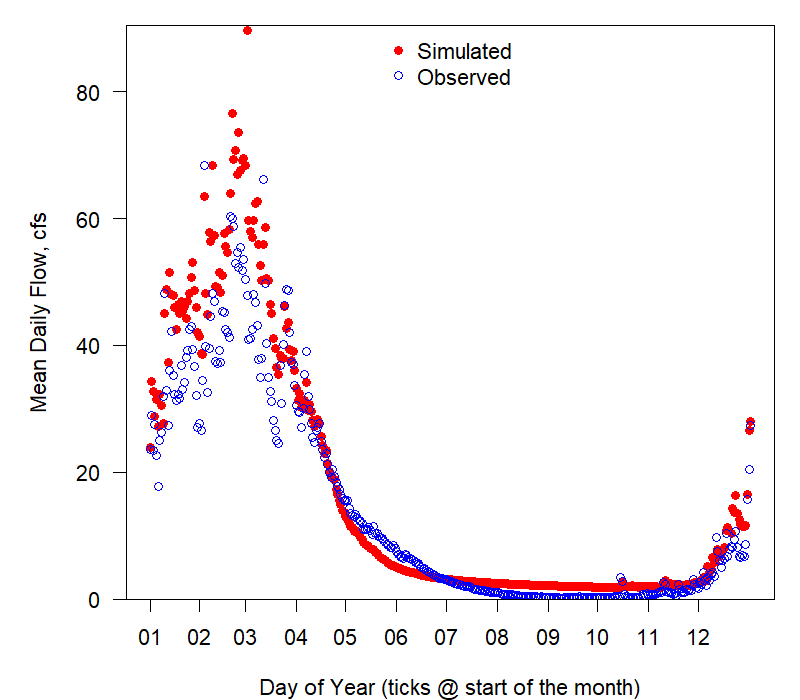 Simulated
Observed
80
60
40
20
0
Mean Daily Flow, cfs
01 02 03 04 05 06 07 08 09 10 11 12
Day of Year (ticks @ start of the month)